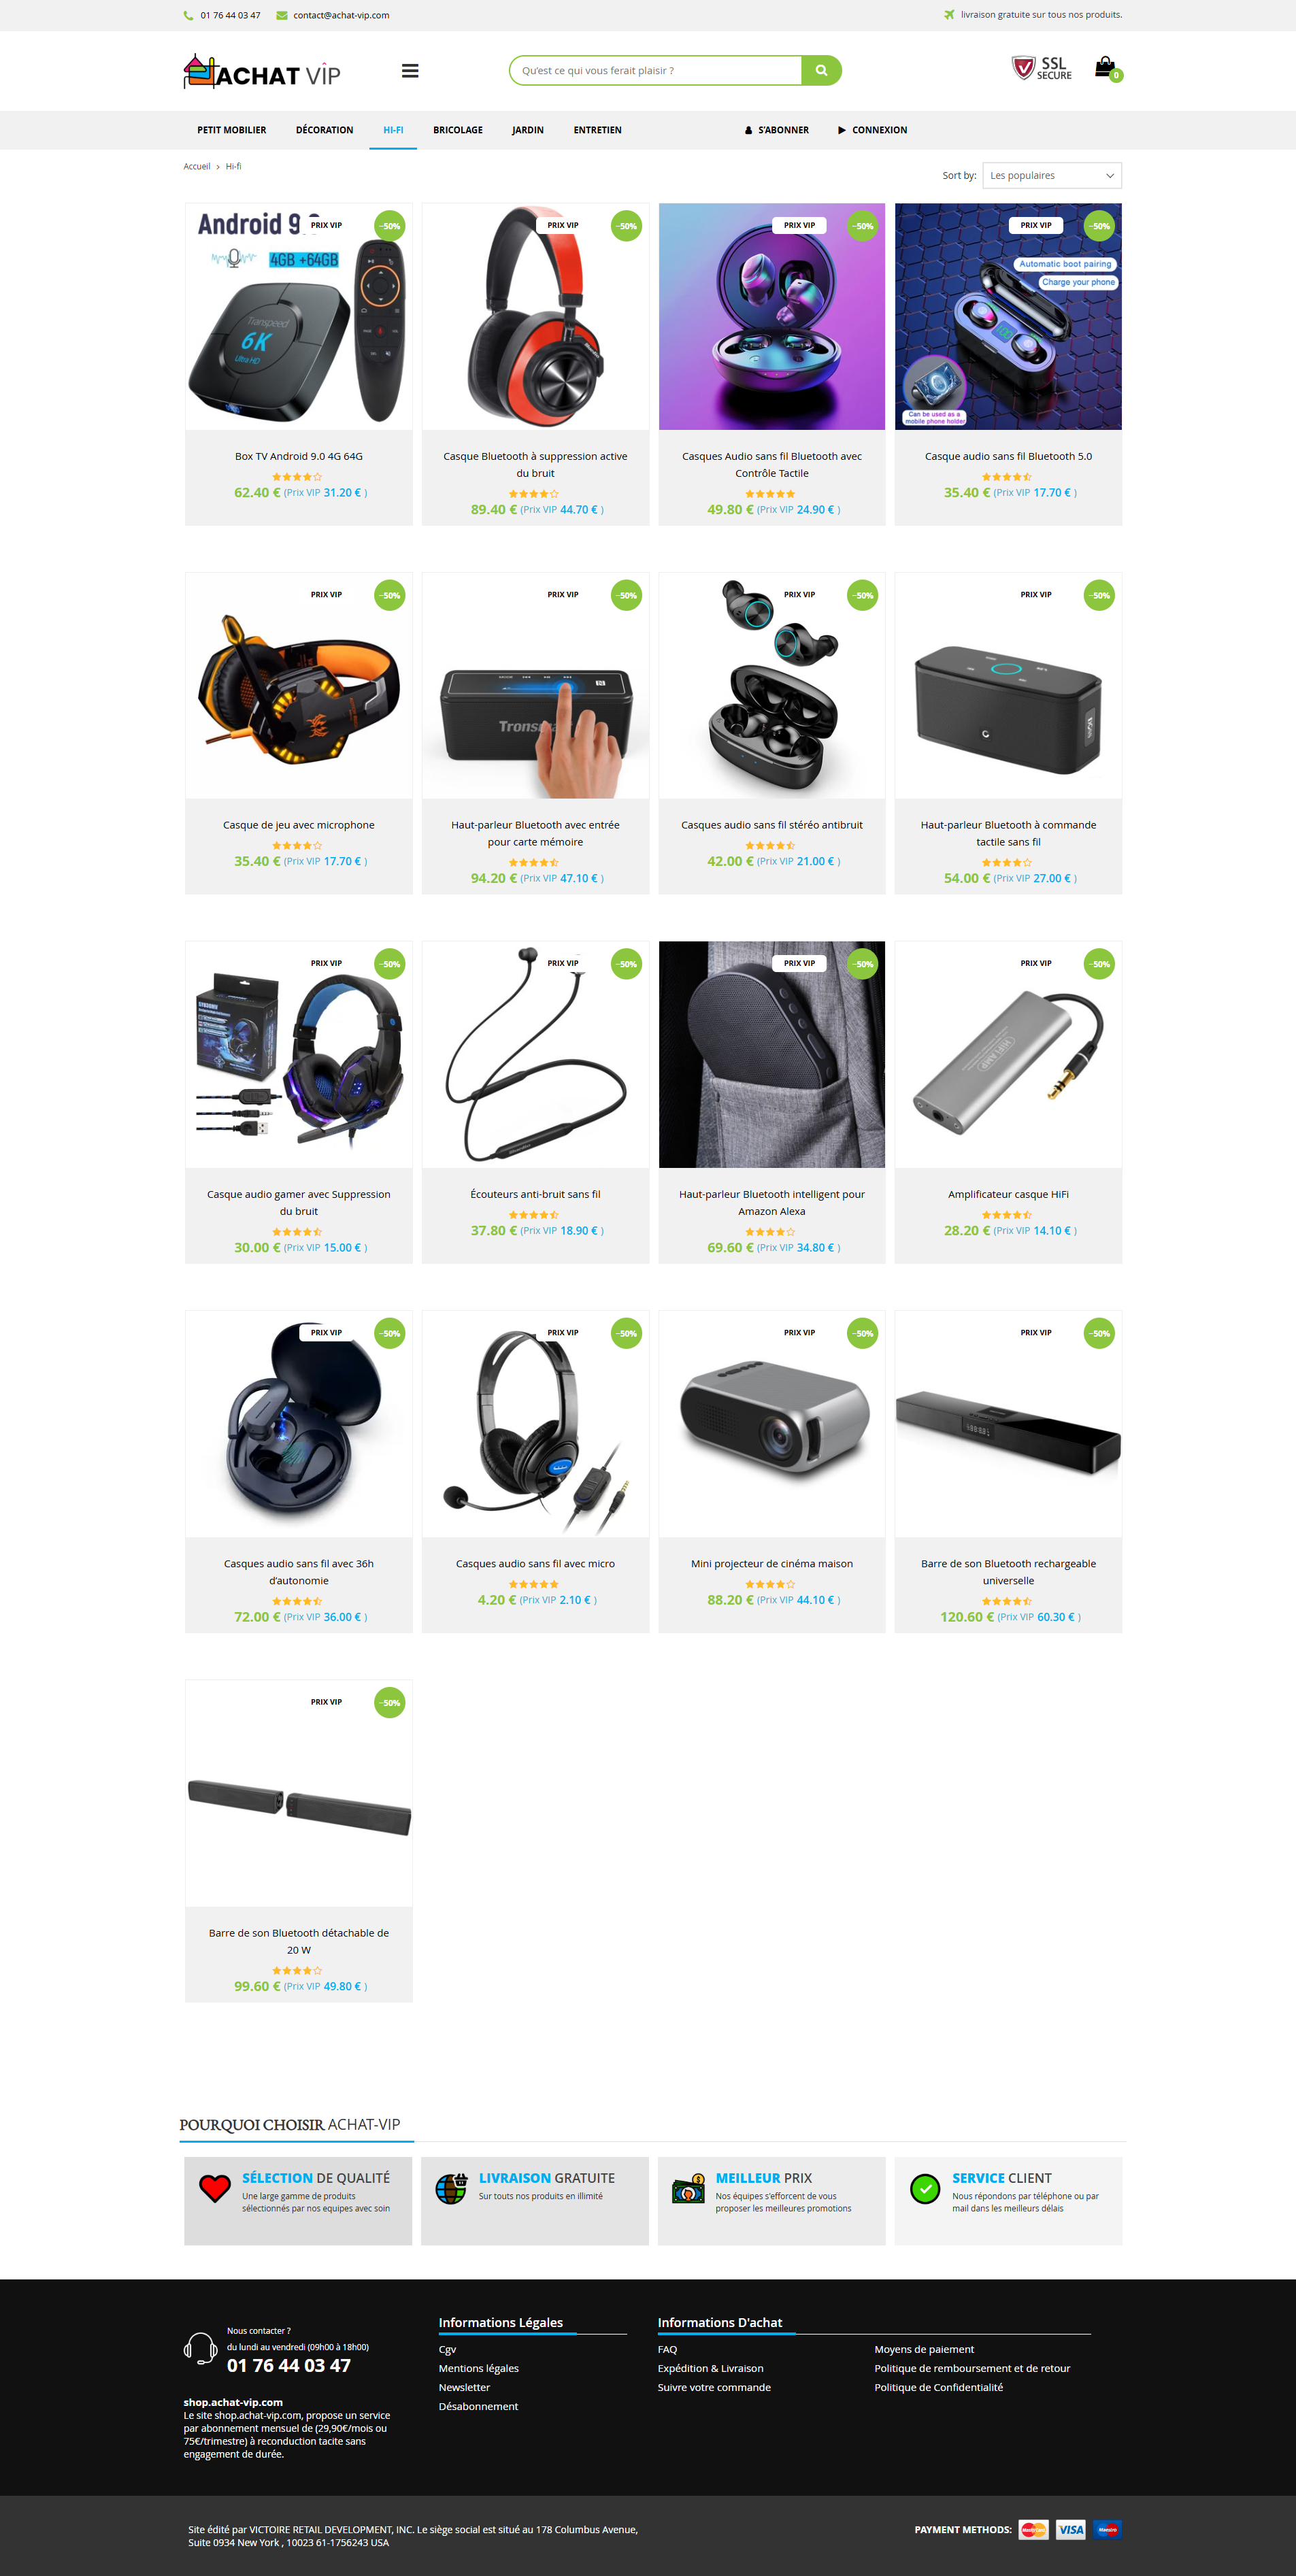 01 76 44 03 47 contact@achat-vip.com livraison gratuite sur tous nos produits.
ACHAT VIP
Qu'est ce qui vous ferait plaisir ?
SSL SECURE
0
PETIT MOBILIER DÉCORATION HI-FI BRICOLAGE JARDIN ENTRETIEN S'ABONNER CONNEXION
Accueil › Hi-fi
Sort by: Les populaires
Android 9.0
PRIX VIP
-50%
4GB +64GB
Transpeed
6K
Ultra HD
PRIX VIP
-50%
PRIX VIP
-50%
PRIX VIP
-50%
Automatic boot pairing
Charge your phone
Can be used as a
mobile phone holder
Box TV Android 9.0 4G 64G
62.40 € (Prix VIP 31.20 € )
Casque Bluetooth à suppression active
du bruit
89.40 € (Prix VIP 44.70 € )
Casques Audio sans fil Bluetooth avec
Contrôle Tactile
49.80 € (Prix VIP 24.90 € )
Casque audio sans fil Bluetooth 5.0
35.40 € (Prix VIP 17.70 € )
PRIX VIP
-50%
PRIX VIP
-50%
PRIX VIP
-50%
PRIX VIP
-50%
Casque de jeu avec microphone
35.40 € (Prix VIP 17.70 € )
Haut-parleur Bluetooth avec entrée
pour carte mémoire
94.20 € (Prix VIP 47.10 € )
Casques audio sans fil stéréo antibruit
42.00 € (Prix VIP 21.00 € )
Haut-parleur Bluetooth à commande
tactile sans fil
54.00 € (Prix VIP 27.00 € )
PRIX VIP
-50%
PRIX VIP
-50%
PRIX VIP
-50%
PRIX VIP
-50%
Casque audio gamer avec Suppression
du bruit
30.00 € (Prix VIP 15.00 € )
Écouteurs anti-bruit sans fil
37.80 € (Prix VIP 18.90 € )
Haut-parleur Bluetooth intelligent pour
Amazon Alexa
69.60 € (Prix VIP 34.80 € )
Amplificateur casque HiFi
28.20 € (Prix VIP 14.10 € )
PRIX VIP
-50%
PRIX VIP
-50%
PRIX VIP
-50%
PRIX VIP
-50%
Casques audio sans fil avec 36h
d'autonomie
72.00 € (Prix VIP 36.00 € )
Casques audio sans fil avec micro
4.20 € (Prix VIP 2.10 € )
Mini projecteur de cinéma maison
88.20 € (Prix VIP 44.10 € )
Barre de son Bluetooth rechargeable
universelle
120.60 € (Prix VIP 60.30 € )
PRIX VIP
-50%
Barre de son Bluetooth détachable de
20 W
99.60 € (Prix VIP 49.80 € )
POURQUOI CHOISIR ACHAT-VIP
SÉLECTION DE QUALITÉ
Une large gamme de produits
sélectionnés par nos equipes avec soin
LIVRAISON GRATUITE
Sur touts nos produits en illimité
MEILLEUR PRIX
Nos équipes s'efforcent de vous
proposer les meilleures promotions
SERVICE CLIENT
Nous répondons par téléphone ou par
mail dans les meilleurs délais
Nous contacter ?
du lundi au vendredi (09h00 à 18h00)
01 76 44 03 47
shop.achat-vip.com
Le site shop.achat-vip.com, propose un service
par abonnement mensuel de (29,90€/mois ou
75€/trimestre) à reconduction tacite sans
engagement de durée.
Informations Légales
Cgv
Mentions légales
Newsletter
Désabonnement
Informations D'achat
FAQ
Expédition & Livraison
Suivre votre commande
Moyens de paiement
Politique de remboursement et de retour
Politique de Confidentialité
Site édité par VICTOIRE RETAIL DEVELOPMENT, INC. Le siège social est situé au 178 Columbus Avenue,
Suite 0934 New York , 10023 61-1756243 USA
PAYMENT METHODS: MasterCard VISA Maestro